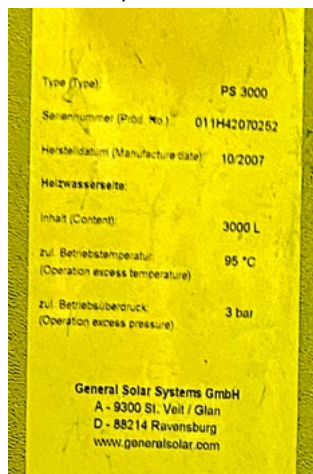 Type (Type): PS 3000
Seriennummer (Prod. No.): 011H42070252
Herstelldatum (Manufacture date): 10/2007
Heizwasserseite:
Inhalt (Content): 3000 L
zul. Betriebstemperatur: 95 °C
(Operation excess temperature)
zul. Betriebsüberdruck: 3 bar
(Operation excess pressure)
General Solar Systems GmbH
A - 9300 St. Veit / Glan
D - 88214 Ravensburg
www.generalsolar.com